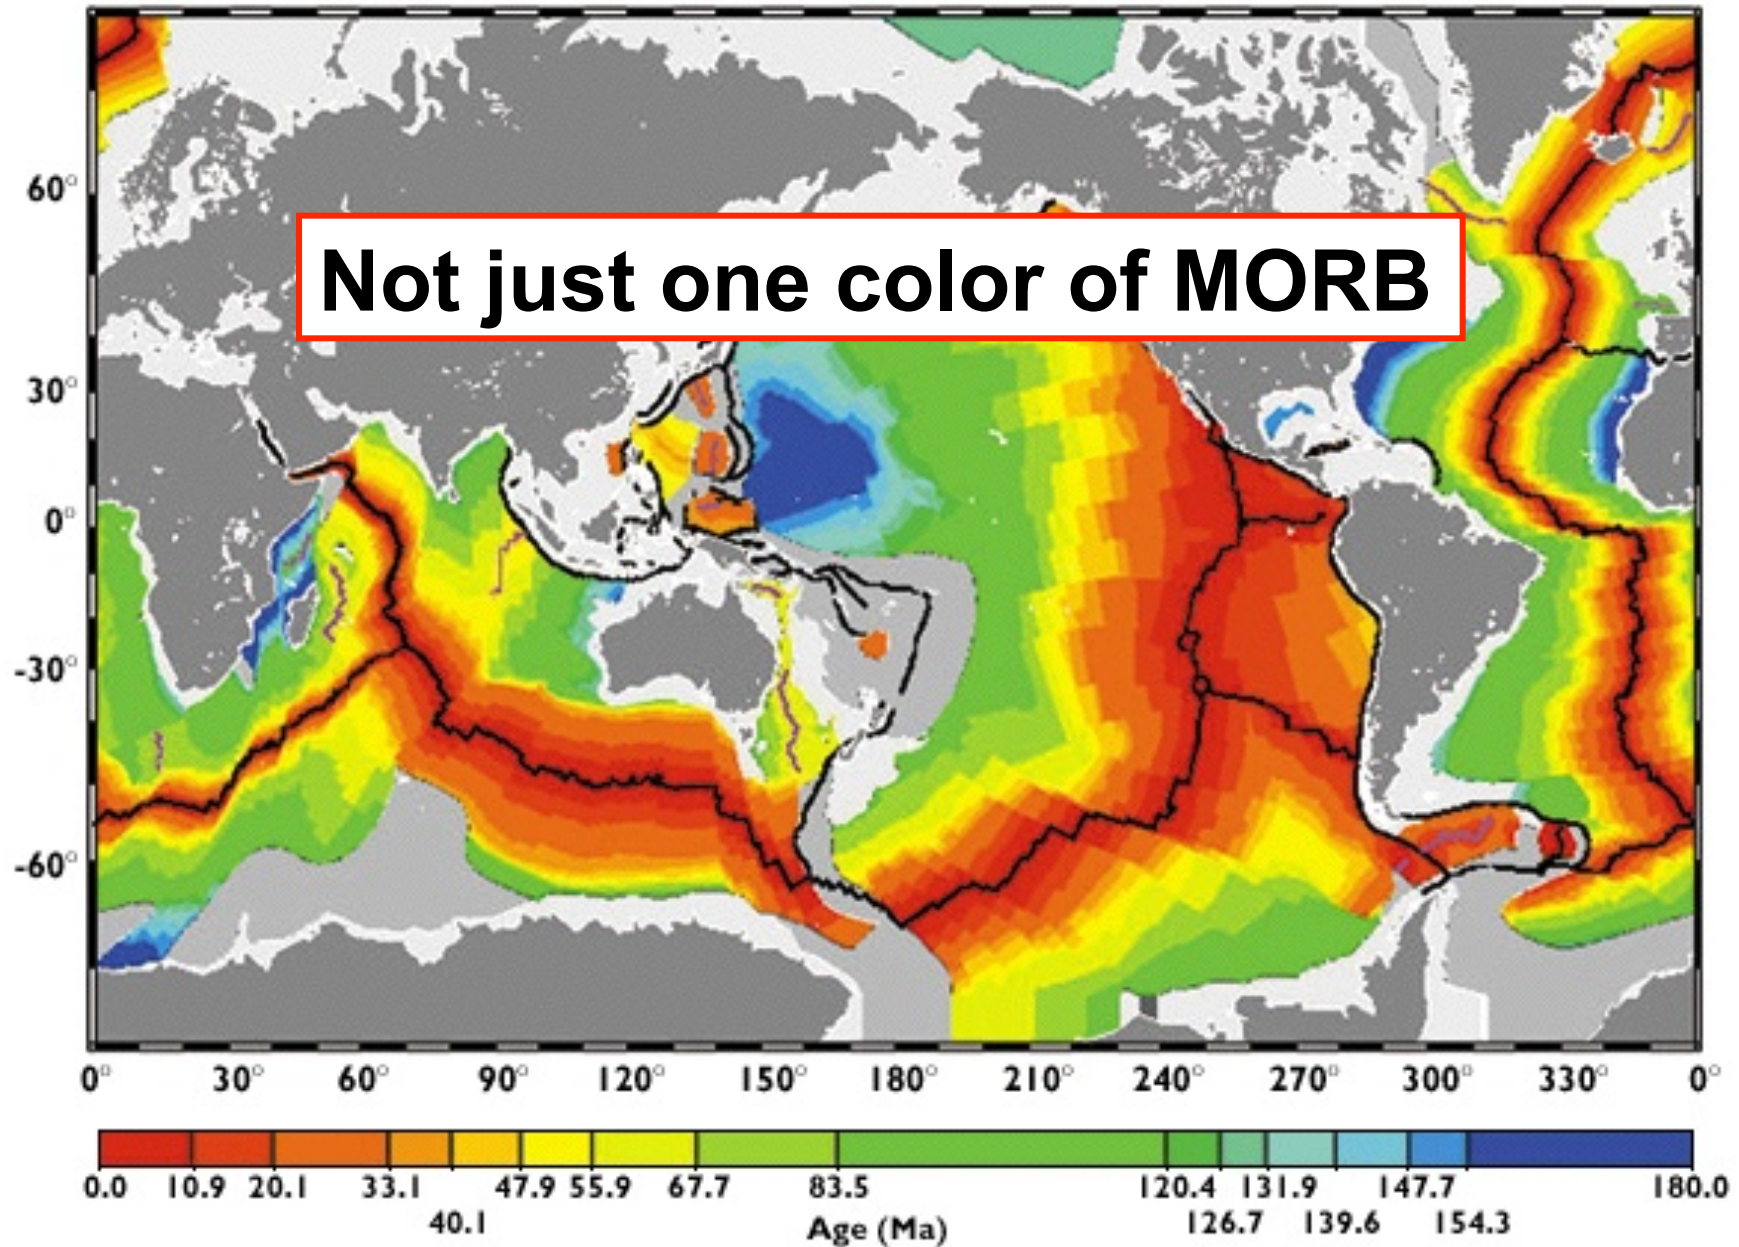 Not just one color of MORB
60°
30°
0°
-30°
-60°
0° 30° 60° 90° 120° 150° 180° 210° 240° 270° 300° 330° 0°
0.0 10.9 20.1 33.1 47.9 55.9 67.7 83.5 120.4 131.9 147.7 180.0
40.1 126.7 139.6 154.3
Age (Ma)